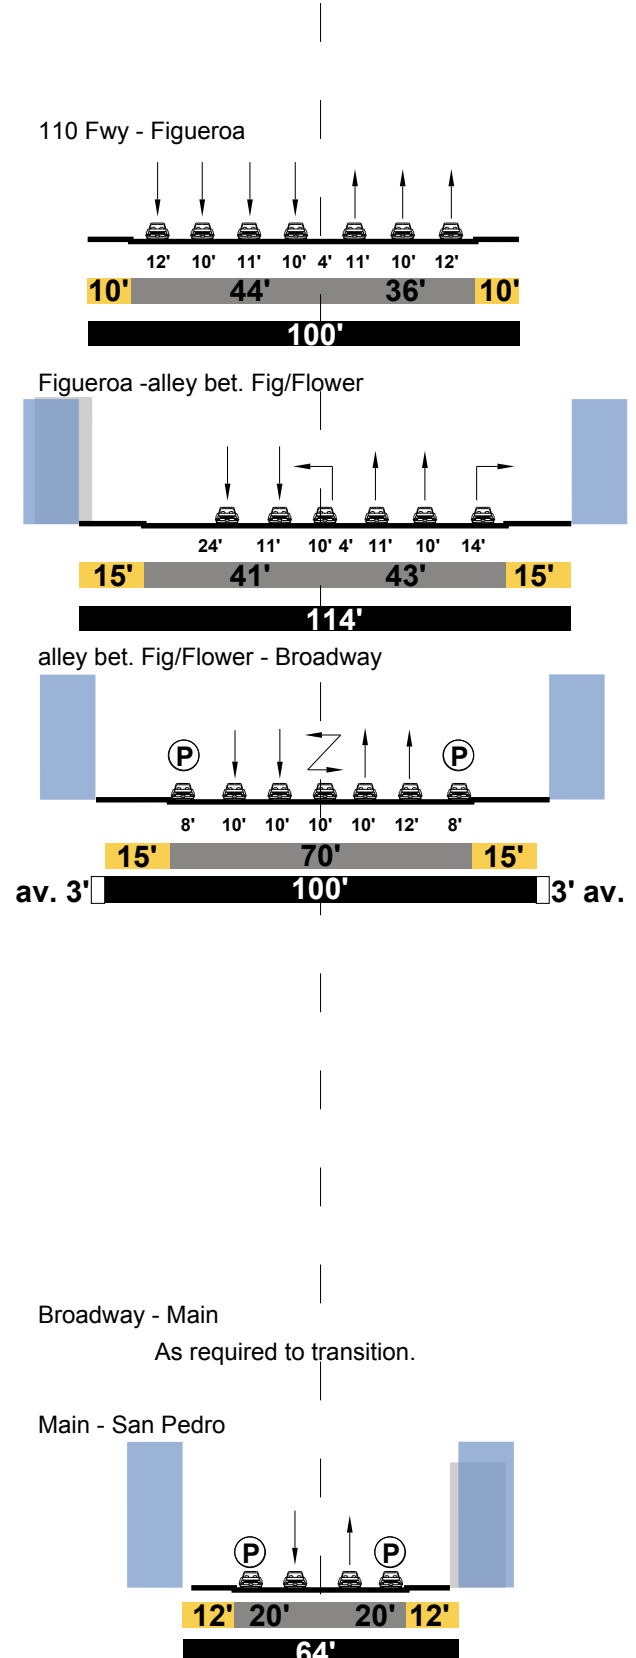 110 Fwy - Figueroa
12' 10' 11' 10' 4' 11' 10' 12'
10' 44' 36' 10'
100'
Figueroa -alley bet. Fig/Flower
24' 11' 10' 4' 11' 10' 14'
15' 41' 43' 15'
114'
alley bet. Fig/Flower - Broadway
P P
8' 10' 10' 10' 10' 12' 8'
15' 70' 15'
av. 3' 100' 3' av.
Broadway - Main
As required to transition.
Main - San Pedro
P P
12' 20' 20' 12'
64'